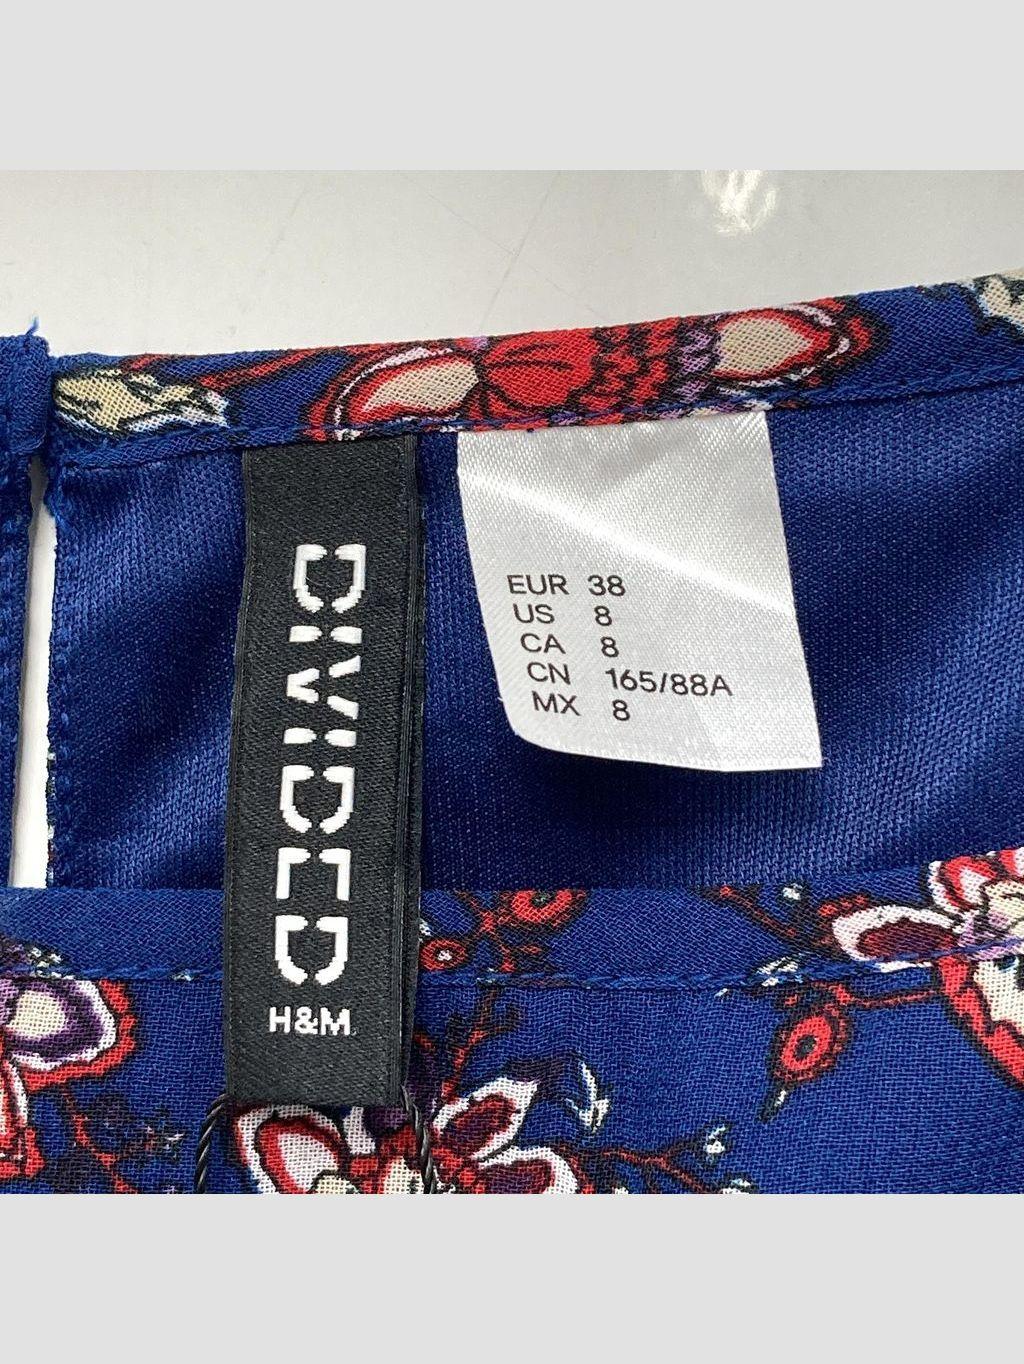 DIVIDED
H&M
EUR 38
US 8
CA 8
CN 165/88A
MX 8